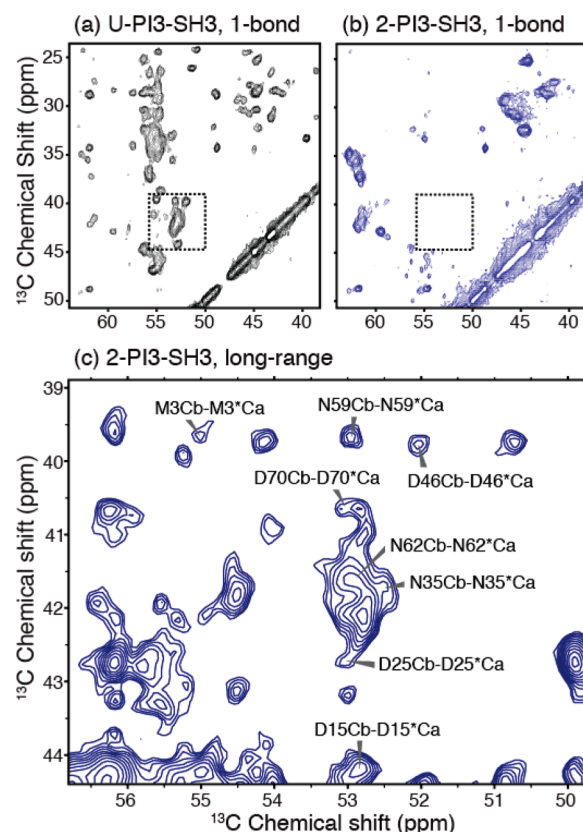 (a) U-PI3-SH3, 1-bond
(b) 2-PI3-SH3, 1-bond
¹³C Chemical Shift (ppm)
25
30
35
40
45
50
60 55 50 45 40
60 55 50 45 40
(c) 2-PI3-SH3, long-range
¹³C Chemical shift (ppm)
39
40
41
42
43
44
M3Cb-M3*Ca
N59Cb-N59*Ca
D70Cb-D70*Ca
D46Cb-D46*Ca
N62Cb-N62*Ca
N35Cb-N35*Ca
D25Cb-D25*Ca
D15Cb-D15*Ca
56 55 54 53 52 51 50
¹³C Chemical shift (ppm)